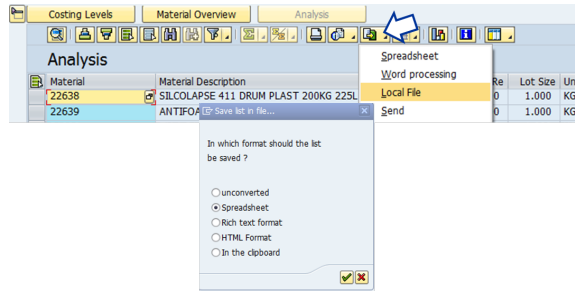 Costing Levels
Material Overview
Analysis
Analysis
Spreadsheet
Word processing
Local File
Send
Material
Material Description
Re
Lot Size
Un
22638
SILCOLAPSE 411 DRUM PLAST 200KG 225L
0
1.000
KG
22639
ANTIFOA
0
1.000
KG
Save list in file...
In which format should the list
be saved ?
unconverted
Spreadsheet
Rich text format
HTML Format
In the clipboard